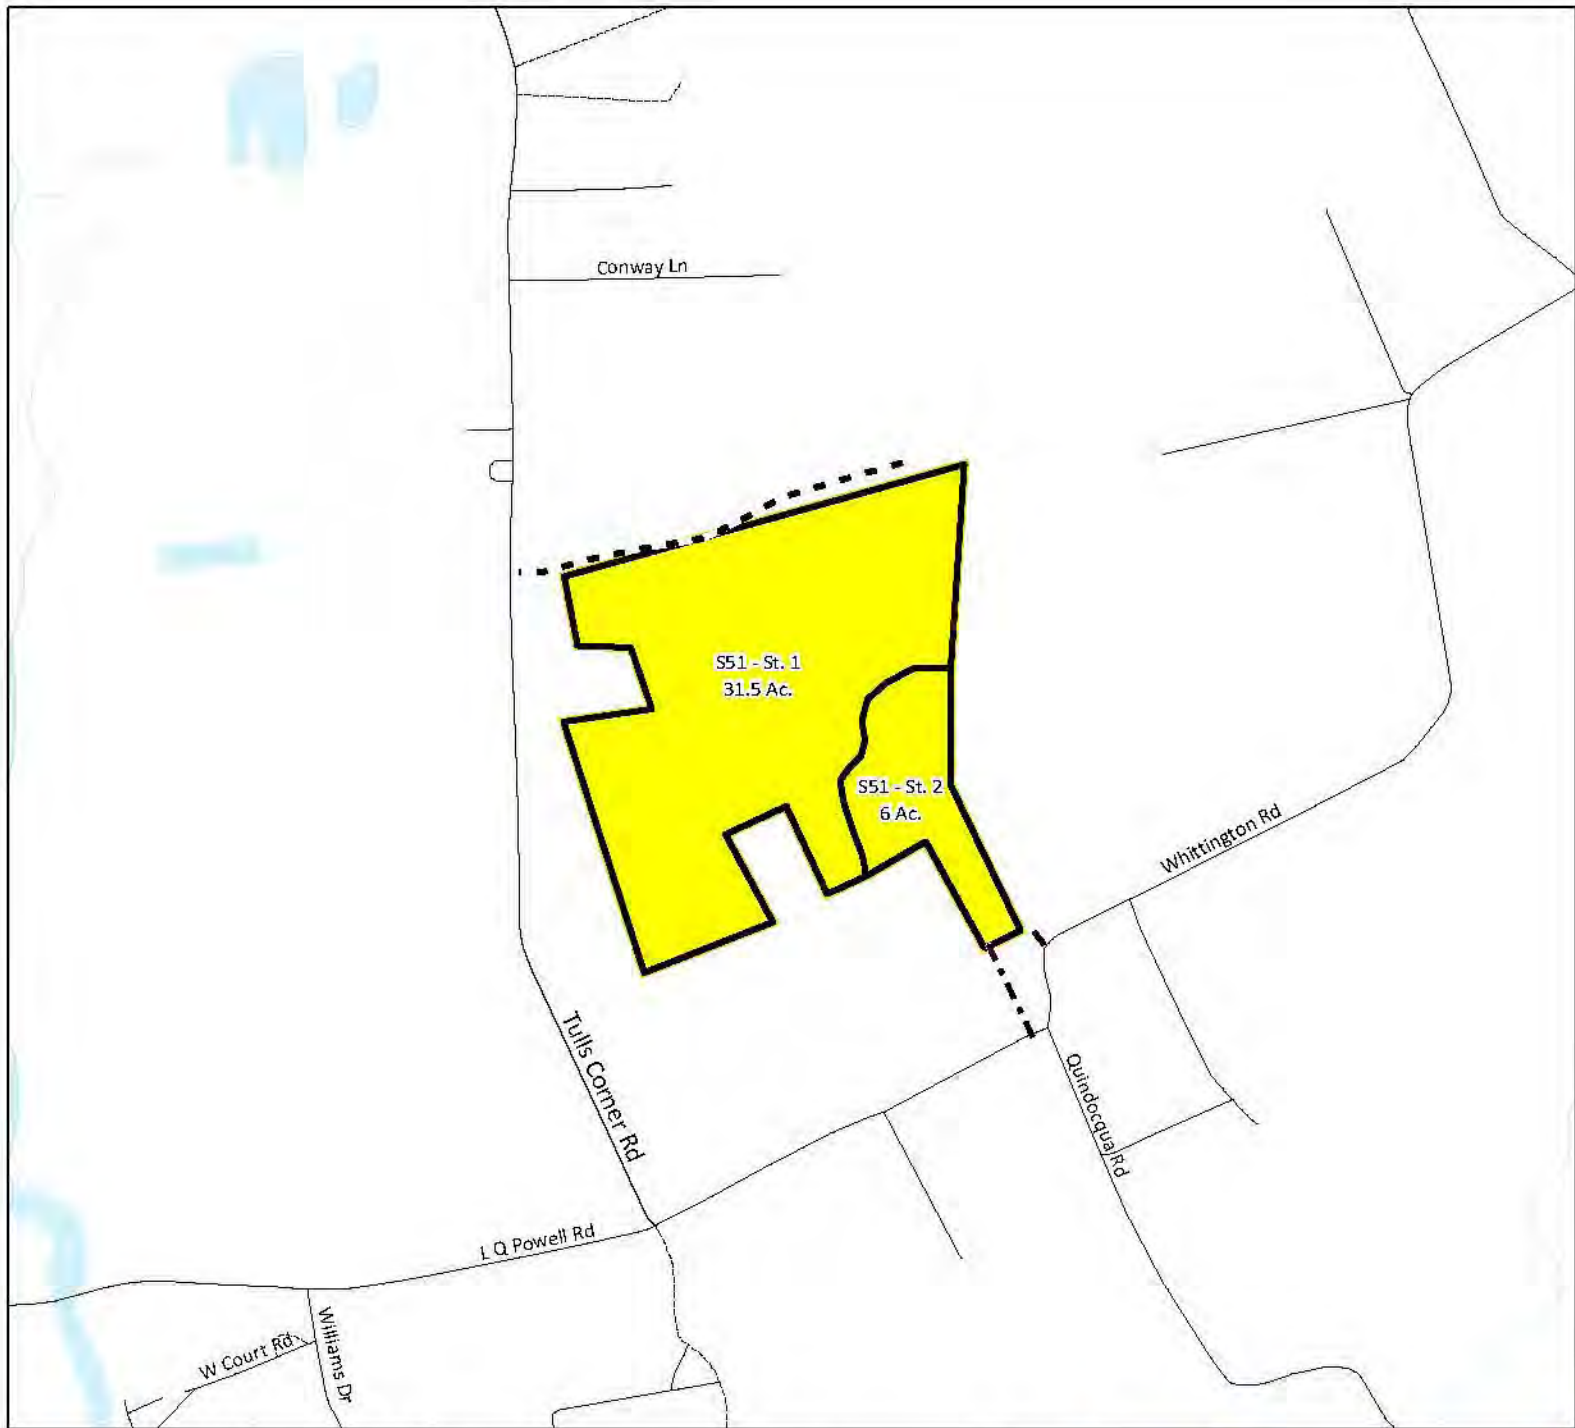 Conway Ln
S51 - St. 1
31.5 Ac.
S51 - St. 2
6 Ac.
Whittington Rd
Tulls Corner Rd
Quindocqua Rd
L Q Powell Rd
W Court Rd
Williams Dr